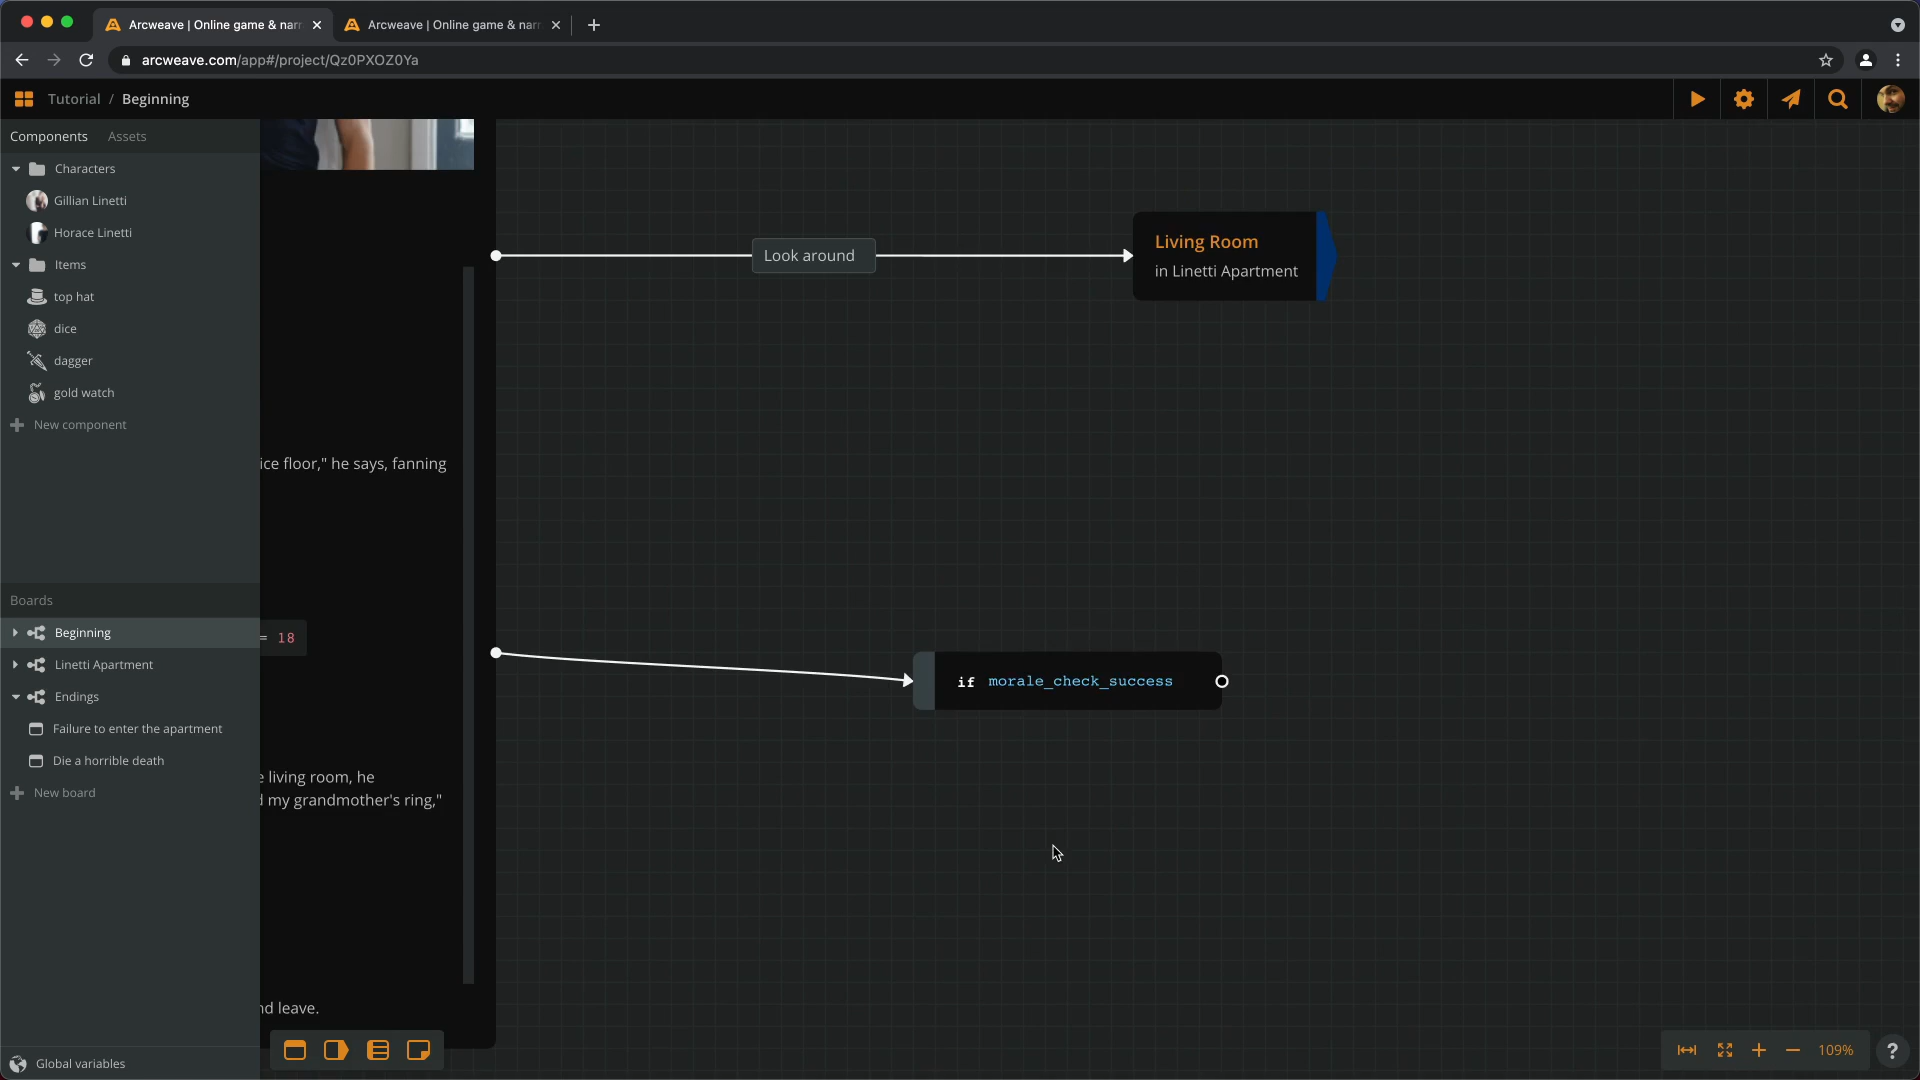 Arcweave | Online game & narr
Arcweave | Online game & narr
arcweave.com/app#/project/Qz0PXOZ0Ya
Tutorial / Beginning
Components Assets
Characters
Gillian Linetti
Horace Linetti
Items
top hat
dice
dagger
gold watch
New component
Boards
Beginning
Linetti Apartment
Endings
Failure to enter the apartment
Die a horrible death
New board
Global variables
ice floor," he says, fanning
= 18
e living room, he
d my grandmother's ring,"
nd leave.
Look around
Living Room
in Linetti Apartment
if morale_check_success
109%
?